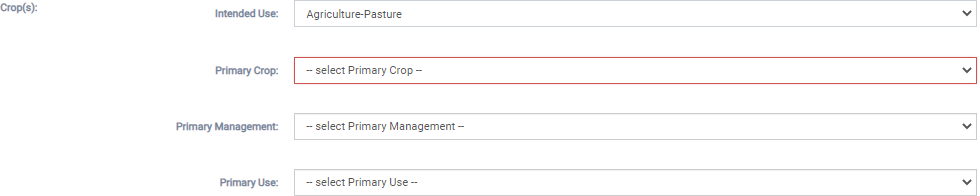 Crop(s):
Intended Use: Agriculture-Pasture
Primary Crop: -- select Primary Crop --
Primary Management: -- select Primary Management --
Primary Use: -- select Primary Use --